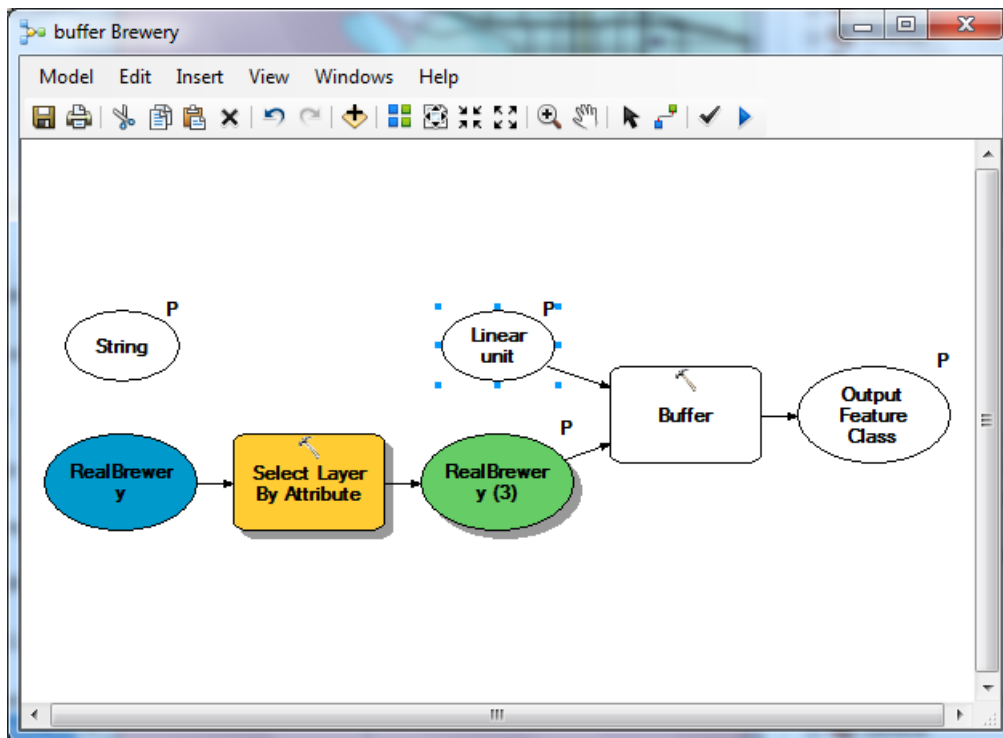 buffer Brewery
Model Edit Insert View Windows Help
P
String
P
Linear
unit
P
Output
Feature
Class
Buffer
P
RealBrewer
y
Select Layer
By Attribute
RealBrewer
y (3)